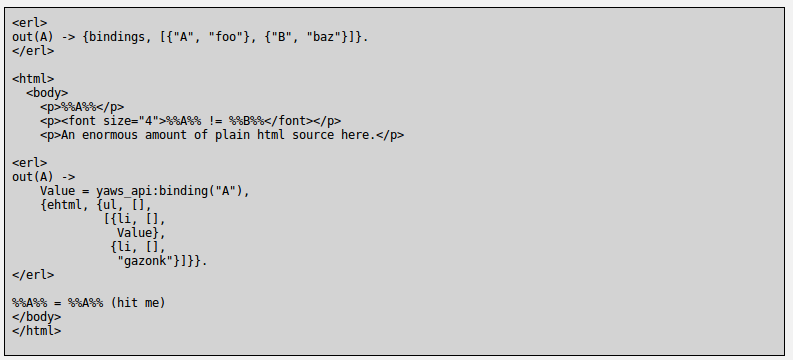 <erl>
out(A) -> {bindings, [{"A", "foo"}, {"B", "baz"}]}.
</erl>

<html>
  <body>
    <p>%%A%%</p>
    <p><font size="4">%%A%% != %%B%%</font></p>
    <p>An enormous amount of plain html source here.</p>

<erl>
out(A) ->
    Value = yaws_api:binding("A"),
    {ehtml, {ul, [],
             [{li, [],
               Value},
              {li, [],
               "gazonk"}]}}.
</erl>

%%A%% = %%A%% (hit me)
</body>
</html>